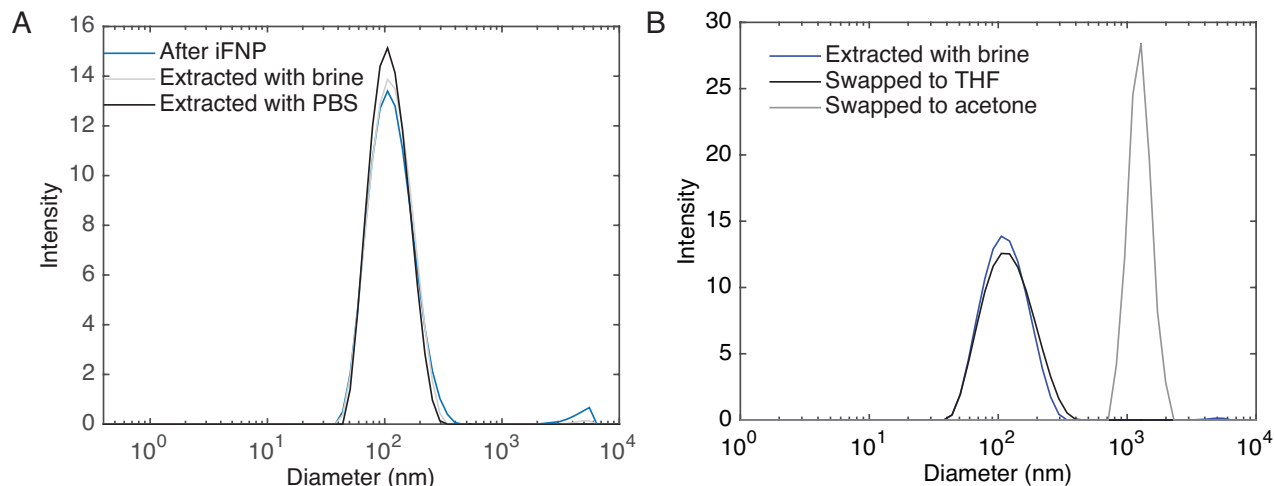 A
16
14
12
10
8
6
4
2
0
Intensity
After iFNP
Extracted with brine
Extracted with PBS
10^0
10^1
10^2
10^3
10^4
Diameter (nm)
B
30
25
20
15
10
5
0
Intensity
Extracted with brine
Swapped to THF
Swapped to acetone
10^0
10^1
10^2
10^3
10^4
Diameter (nm)